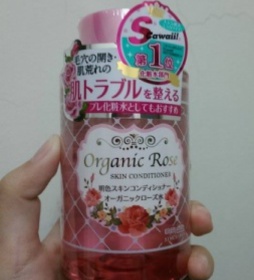 Scawaii!
第1位
毛穴の開き・
肌荒れの
肌トラブルを整える
プレ化粧水としてもおすすめ
Organic Rose
SKIN CONDITIONER
明色スキンコンディショナー
オーガニックローズ